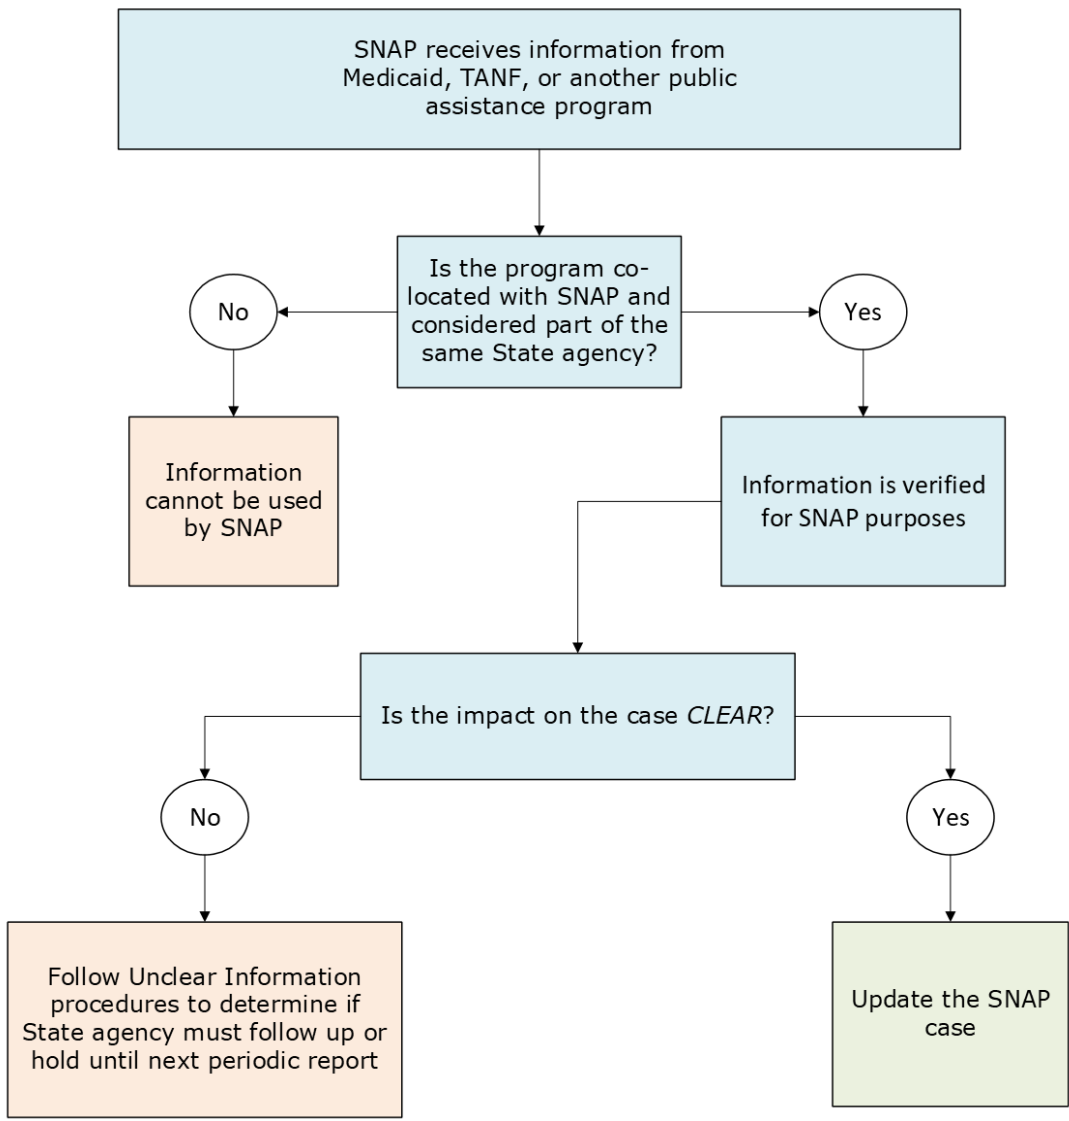 SNAP receives information from
Medicaid, TANF, or another public
assistance program
Is the program co-
located with SNAP and
considered part of the
same State agency?
No
Yes
Information
cannot be used
by SNAP
Information is verified
for SNAP purposes
Is the impact on the case CLEAR?
No
Yes
Follow Unclear Information
procedures to determine if
State agency must follow up or
hold until next periodic report
Update the SNAP
case